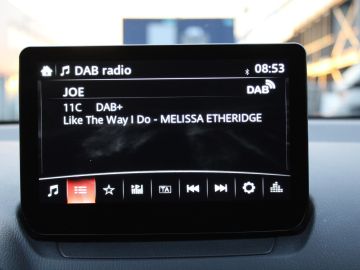 DAB radio 08:53
JOE DAB
11C DAB+
Like The Way I Do - MELISSA ETHERIDGE
TA